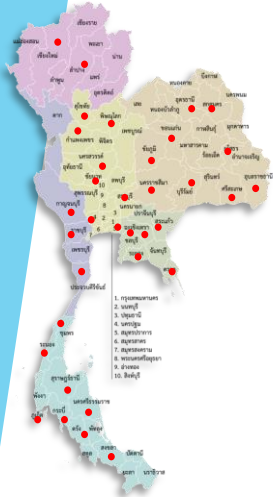 เชียงราย
แม่ฮ่องสอน
พะเยา
เชียงใหม่
น่าน
ลำปาง
ลำพูน
แพร่
อุตรดิตถ์
ตาก
สุโขทัย
พิษณุโลก
กำแพงเพชร
พิจิตร
เพชรบูรณ์
นครสวรรค์
อุทัยธานี
ชัยนาท
ลพบุรี
สุพรรณบุรี
สระบุรี
นครนายก
กาญจนบุรี
ปราจีนบุรี
สระแก้ว
ราชบุรี
ฉะเชิงเทรา
ชลบุรี
เพชรบุรี
ระยอง
จันทบุรี
ตราด
ประจวบคีรีขันธ์
เลย
หนองคาย
บึงกาฬ
อุดรธานี
หนองบัวลำภู
สกลนคร
นครพนม
ขอนแก่น
กาฬสินธุ์
มุกดาหาร
ชัยภูมิ
มหาสารคาม
ร้อยเอ็ด
ยโสธร
อำนาจเจริญ
นครราชสีมา
บุรีรัมย์
สุรินทร์
ศรีสะเกษ
อุบลราชธานี
1. กรุงเทพมหานคร
2. นนทบุรี
3. ปทุมธานี
4. นครปฐม
5. สมุทรปราการ
6. สมุทรสาคร
7. สมุทรสงคราม
8. พระนครศรีอยุธยา
9. อ่างทอง
10. สิงห์บุรี
ชุมพร
ระนอง
สุราษฎร์ธานี
พังงา
นครศรีธรรมราช
ภูเก็ต
กระบี่
ตรัง
พัทลุง
สตูล
สงขลา
ปัตตานี
ยะลา
นราธิวาส